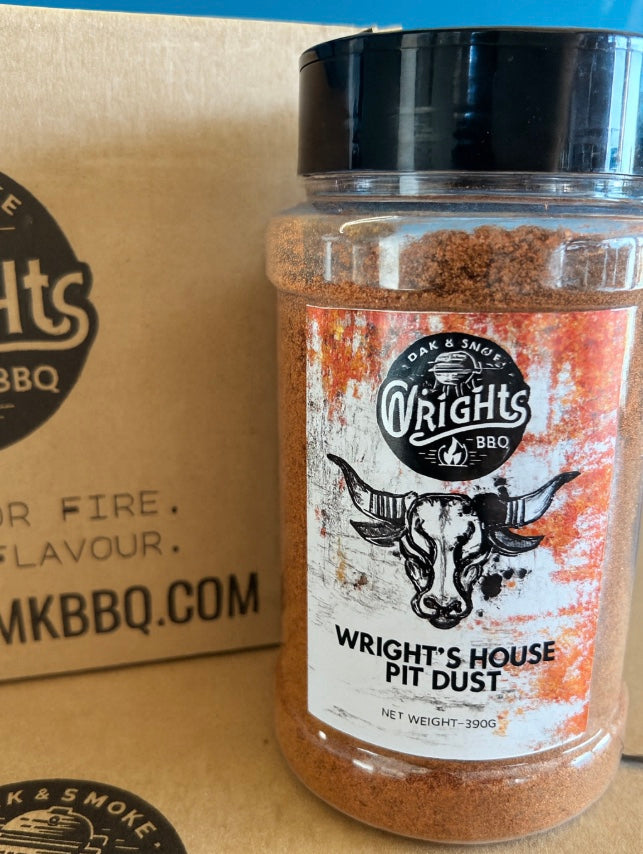 E
Hts
BBQ
OR FIRE.
FLAVOUR.
MKBBQ.COM
OAK & SMOKE
WRIGHTS
BBQ
WRIGHT'S HOUSE
PIT DUST
NET WEIGHT-390G
K & SMOKE